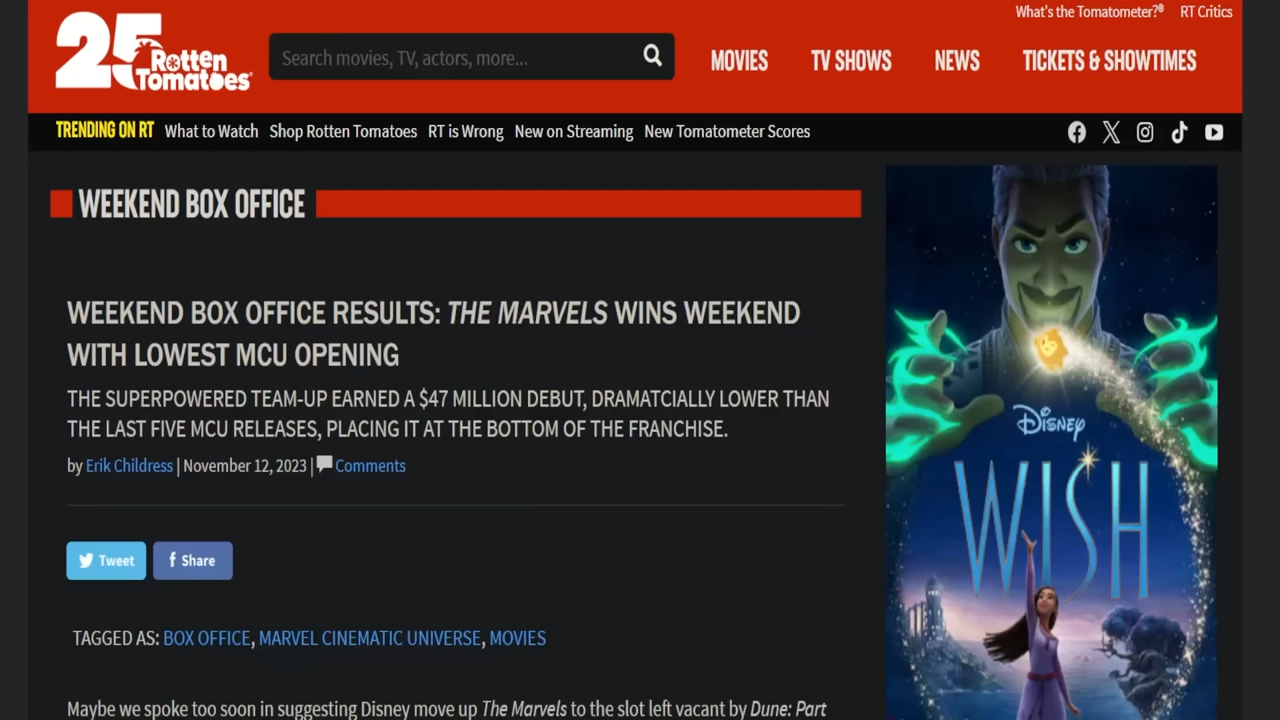 What's the Tomatometer?® RT Critics
25 Rotten Tomatoes®
Search movies, TV, actors, more...
MOVIES TV SHOWS NEWS TICKETS & SHOWTIMES
TRENDING ON RT What to Watch Shop Rotten Tomatoes RT is Wrong New on Streaming New Tomatometer Scores
WEEKEND BOX OFFICE
WEEKEND BOX OFFICE RESULTS: THE MARVELS WINS WEEKEND
WITH LOWEST MCU OPENING
THE SUPERPOWERED TEAM-UP EARNED A $47 MILLION DEBUT, DRAMATCIALLY LOWER THAN
THE LAST FIVE MCU RELEASES, PLACING IT AT THE BOTTOM OF THE FRANCHISE.
by Erik Childress | November 12, 2023 | Comments
Tweet Share
TAGGED AS: BOX OFFICE, MARVEL CINEMATIC UNIVERSE, MOVIES
Maybe we spoke too soon in suggesting Disney move up The Marvels to the slot left vacant by Dune: Part
DISNEY
WISH